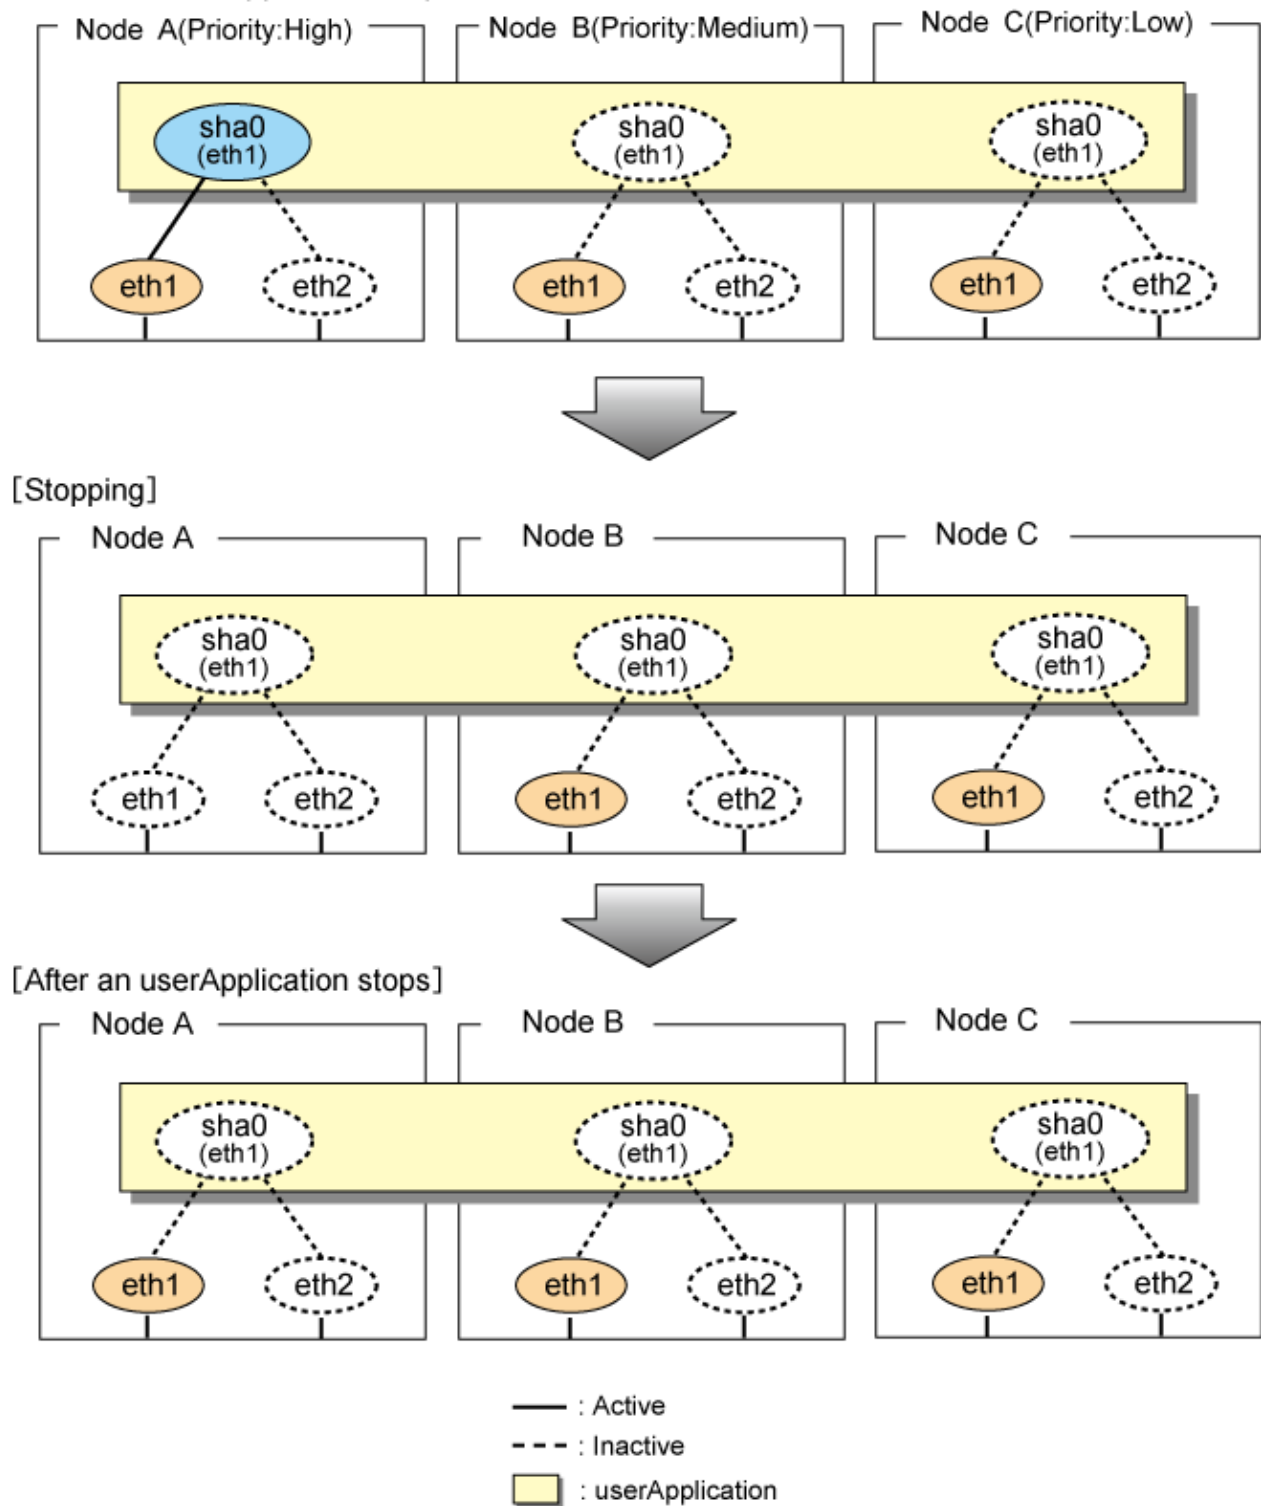 Node A(Priority:High)
Node B(Priority:Medium)
Node C(Priority:Low)
sha0
(eth1)
sha0
(eth1)
sha0
(eth1)
eth1
eth2
eth1
eth2
eth1
eth2
[Stopping]
Node A
Node B
Node C
sha0
(eth1)
sha0
(eth1)
sha0
(eth1)
eth1
eth2
eth1
eth2
eth1
eth2
[After an userApplication stops]
Node A
Node B
Node C
sha0
(eth1)
sha0
(eth1)
sha0
(eth1)
eth1
eth2
eth1
eth2
eth1
eth2
: Active
: Inactive
: userApplication